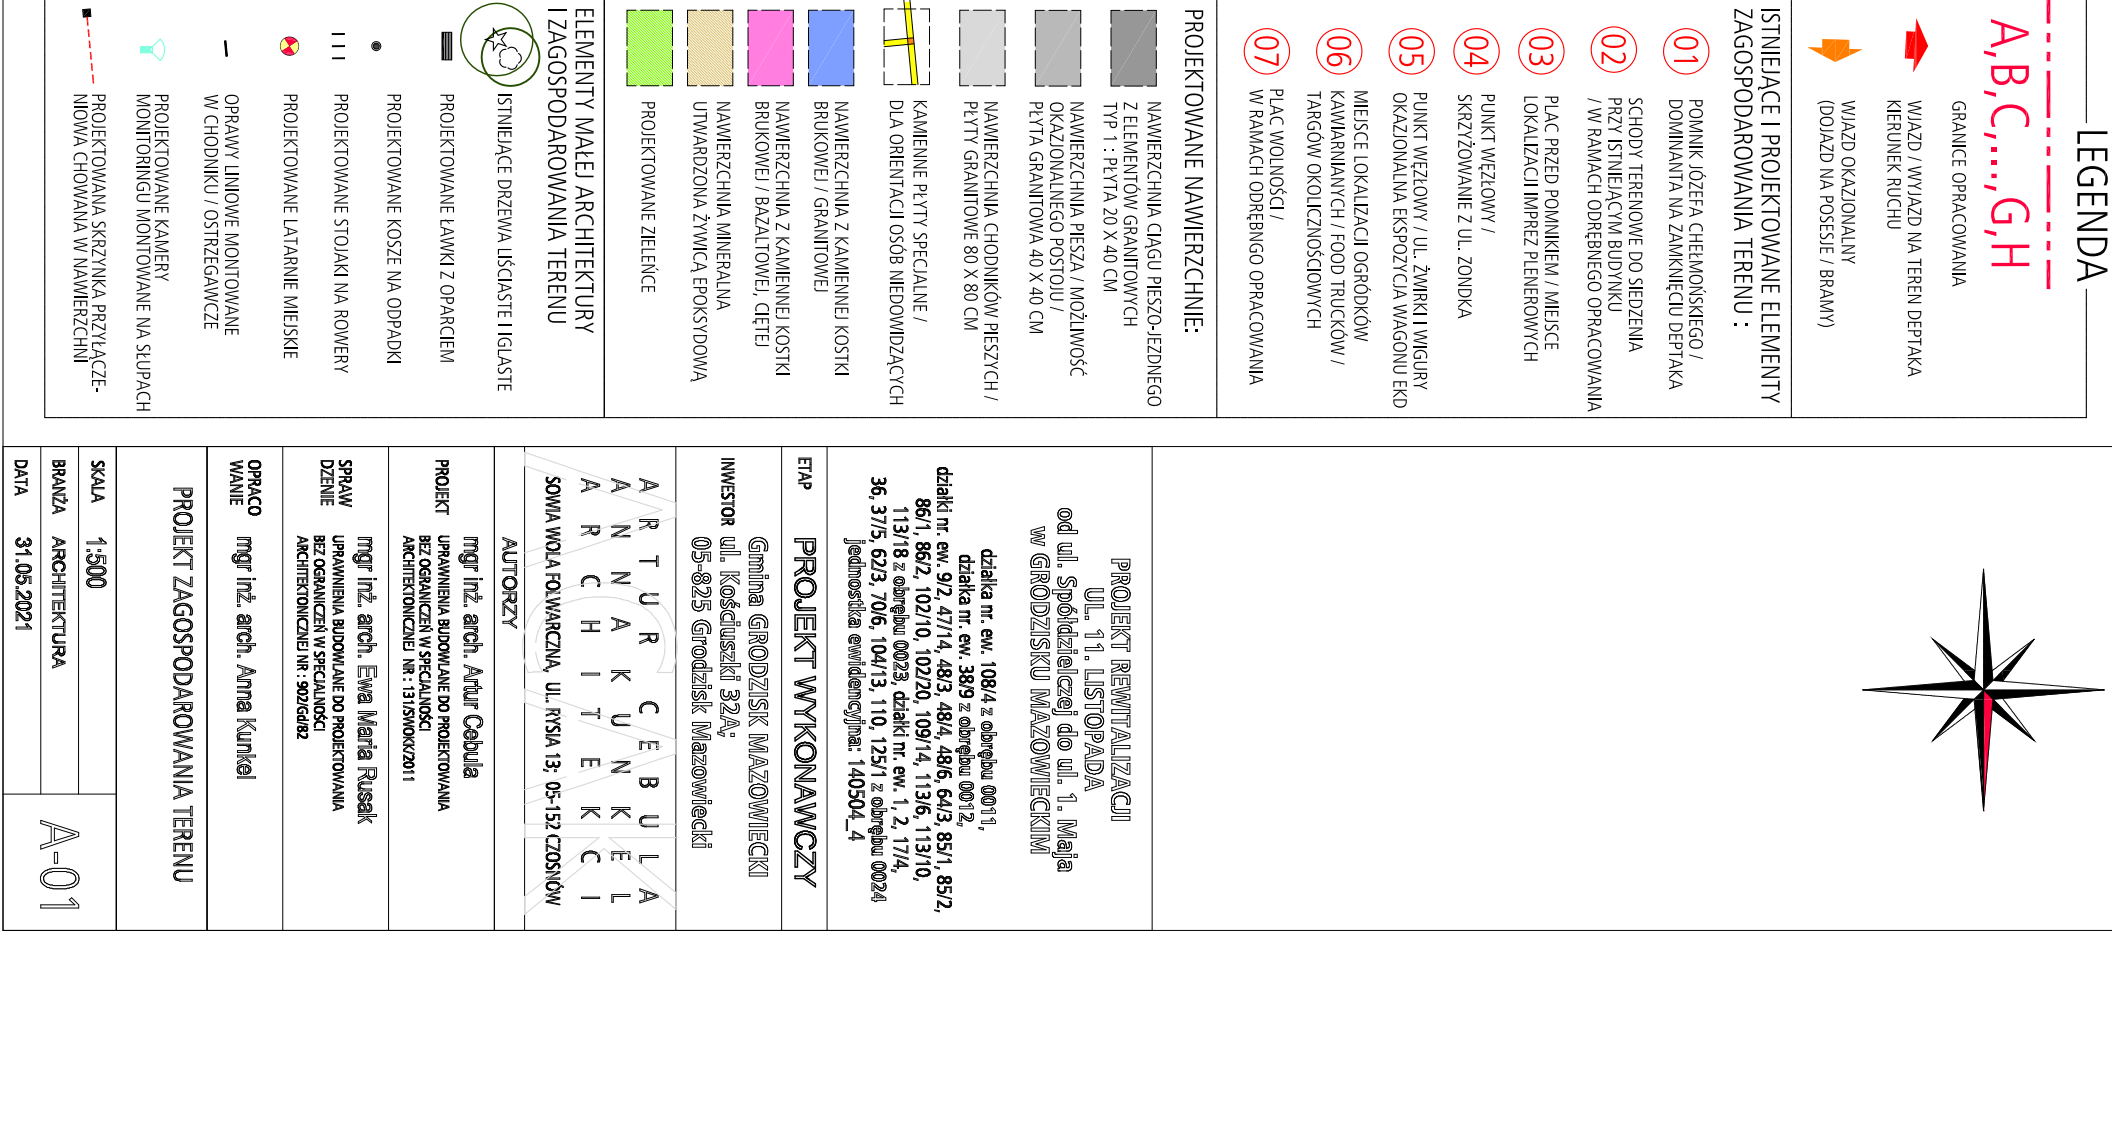 LEGENDA
A,B,C,...,G,H
GRANICE OPRACOWANIA
WJAZD / WYJAZD NA TEREN DEPTAKA
KIERUNEK RUCHU
WJAZD OKAZJONALNY
(DOJAZD NA POSESJE / BRAMY)
ISTNIEJĄCE I PROJEKTOWANE ELEMENTY
ZAGOSPODAROWANIA TERENU :
01
POMNIK JÓZEFA CHEŁMOŃSKIEGO /
DOMINANTA NA ZAMKNIĘCIU DEPTAKA
02
SCHODY TERENOWE DO SIEDZENIA
PRZY ISTNIEJĄCYM BUDYNKU
/ W RAMACH ODRĘBNEGO OPRACOWANIA
03
PLAC PRZED POMNIKIEM / MIEJSCE
LOKALIZACJI IMPREZ PLENEROWYCH
04
PUNKT WĘZŁOWY /
SKRZYŻOWANIE Z UL. ZONDKA
05
PUNKT WĘZŁOWY / UL. ŻWIRKI I WIGURY
OKAZJONALNA EKSPOZYCJA WAGONU EKD
06
MIEJSCE LOKALIZACJI OGRÓDKÓW
KAWIARNIANYCH / FOOD TRUCKÓW /
TARGÓW OKOLICZNOŚCIOWYCH
07
PLAC WOLNOŚCI /
W RAMACH ODRĘBNGO OPRACOWANIA
PROJEKTOWANE NAWIERZCHNIE:
NAWIERZCHNIA CIĄGU PIESZO-JEZDNEGO
Z ELEMENTÓW GRANITOWYCH
TYP 1 : PŁYTA 20 X 40 CM
NAWIERZCHNIA PIESZA / MOŻLIWOŚĆ
OKAZJONALNEGO POSTOJU /
PŁYTA GRANITOWA 40 X 40 CM
NAWIERZCHNIA CHODNIKÓW PIESZYCH /
PŁYTY GRANITOWE 80 X 80 CM
KAMIENNE PŁYTY SPECJALNE /
DLA ORIENTACJI OSÓB NIEDOWIDZĄCYCH
NAWIERZCHNIA Z KAMIENNEJ KOSTKI
BRUKOWEJ / GRANITOWEJ
NAWIERZCHNIA Z KAMIENNEJ KOSTKI
BRUKOWEJ / BAZALTOWEJ, CIĘTEJ
NAWIERZCHNIA MINERALNA
UTWARDZONA ŻYWICĄ EPOKSYDOWĄ
PROJEKTOWANE ZIELEŃCE
ELEMENTY MAŁEJ ARCHITEKTURY
I ZAGOSPODAROWANIA TERENU
ISTNIEJĄCE DRZEWA LIŚCIASTE I IGLASTE
PROJEKTOWANE ŁAWKI Z OPARCIEM
PROJEKTOWANE KOSZE NA ODPADKI
PROJEKTOWANE STOJAKI NA ROWERY
PROJEKTOWANE LATARNIE MIEJSKIE
OPRAWY LINIOWE MONTOWANE
W CHODNIKU / OSTRZEGAWCZE
PROJEKTOWANE KAMERY
MONITORINGU MONTOWANE NA SŁUPACH
PROJEKTOWANA SKRZYNKA PRZYŁĄCZE-
NIOWA CHOWANA W NAWIERZCHNI
PROJEKT REWITALIZACJI
UL. 11. LISTOPADA
od ul. Spółdzielczej do ul. 1. Maja
w GRODZISKU MAZOWIECKIM
działka nr. ew. 108/4 z obrębu 0011,
działka nr. ew. 38/9 z obrębu 0012,
działki nr. ew. 9/2, 47/14, 48/3, 48/4, 48/6, 64/3, 85/1, 85/2,
86/1, 86/2, 102/10, 102/20, 109/14, 113/6, 113/10,
113/18 z obrębu 0023, działki nr. ew. 1, 2, 17/4,
36, 37/5, 62/3, 70/6, 104/13, 110, 125/1 z obrębu 0024
jednostka ewidencyjna: 140504_4
ETAP PROJEKT WYKONAWCZY
INWESTOR
Gmina GRODZISK MAZOWIECKI
ul. Kościuszki 32A;
05-825 Grodzisk Mazowiecki
ARTUR CEBULA
ANNA KUNKEL
ARCHITEKCI
SOWIA WOLA FOLWARCZNA, UL. RYSIA 13; 05-152 CZOSNÓW
AUTORZY
PROJEKT
mgr inż. arch. Artur Cebula
UPRAWNIENIA BUDOWLANE DO PROJEKTOWANIA
BEZ OGRANICZEŃ W SPECJALNOŚCI
ARCHITEKTONICZNEJ NR : 131/SWOKK/2011
SPRAW
DZENIE
mgr inż. arch. Ewa Maria Rusak
UPRAWNIENIA BUDOWLANE DO PROJEKTOWANIA
BEZ OGRANICZEŃ W SPECJALNOŚCI
ARCHITEKTONICZNEJ NR : 902/Gd/82
OPRACO
WANIE
mgr inż. arch. Anna Kunkel
PROJEKT ZAGOSPODAROWANIA TERENU
SKALA 1:500
BRANŻA ARCHITEKTURA
DATA 31.05.2021
A-01